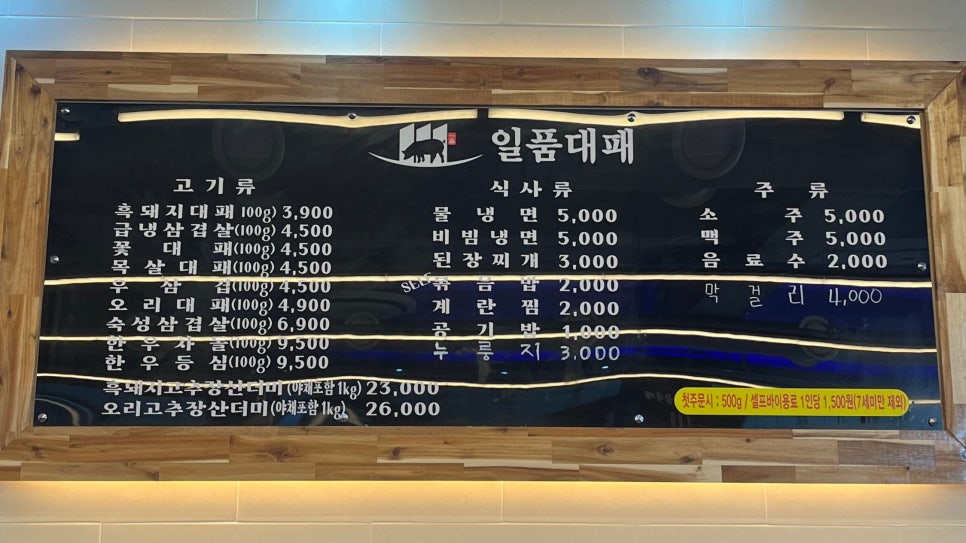 일품대패
고기류
흑돼지대패 100g) 3,900
급냉삼겹살(100g) 4,500
꽃대패(100g) 4,500
목살대패(100g) 4,500
우삼겹(100g) 4,500
오리대패(100g) 4,900
숙성삼겹살(100g) 6,900
한우차돌(100g) 9,500
한우등심(100g) 9,500
흑돼지고추장산더미(야채포함1kg) 23,000
오리고추장산더미(야채포함1kg) 26,000
식사류
물냉면 5,000
비빔냉면 5,000
된장찌개 3,000
SELF 볶음밥 2,000
계란찜 2,000
공기밥 1,000
누룽지 3,000
주류
소주 5,000
맥주 5,000
음료수 2,000
막걸리 4,000
첫주문시 : 500g / 셀프바이용료 1인당 1,500원(7세미만 제외)